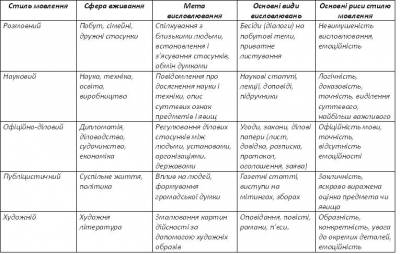 Стиль мовлення Сфера вживання Мета висловлювання Основні види висловлювань Основні риси стилю мовлення
Розмовний Побут, сімейні, дружні стосунки Спілкування з близькими людьми, встановлення і з'ясування стосунків, обмін думками Бесіди (діалоги) на побутові теми, приватне листування Невимушеність висловлювання, емоційність
Науковий Наука, техніка, освіта, виробництво Повідомлення про досягнення науки і техніки, опис суттєвих ознак предметів і явищ Наукові статті, лекції, доповіді, підручники Логічність, доказовість, точність, виділення суттєвого, найбільш важливого
Офіційно-діловий Дипломатія, діловодство, судочинство, економіка Регулювання ділових стосунків між людьми, установами, організаціями, державами Угоди, закони, ділові папери (лист, довідка, розписка, протокол, оголошення, заява) Офіційність мови, точність, відсутність емоційності
Публіцистичний Суспільне життя, політика Вплив на людей, формування громадської думки Газетні статті, виступи на мітингах, зборах Закличність, яскраво виражена оцінка предмета чи явища
Художній Художня література Змалювання картин дійсності за допомогою художніх образів Оповідання, повісті, романи, п'єси. Образність, конкретність, увага до окремих деталей, емоційність